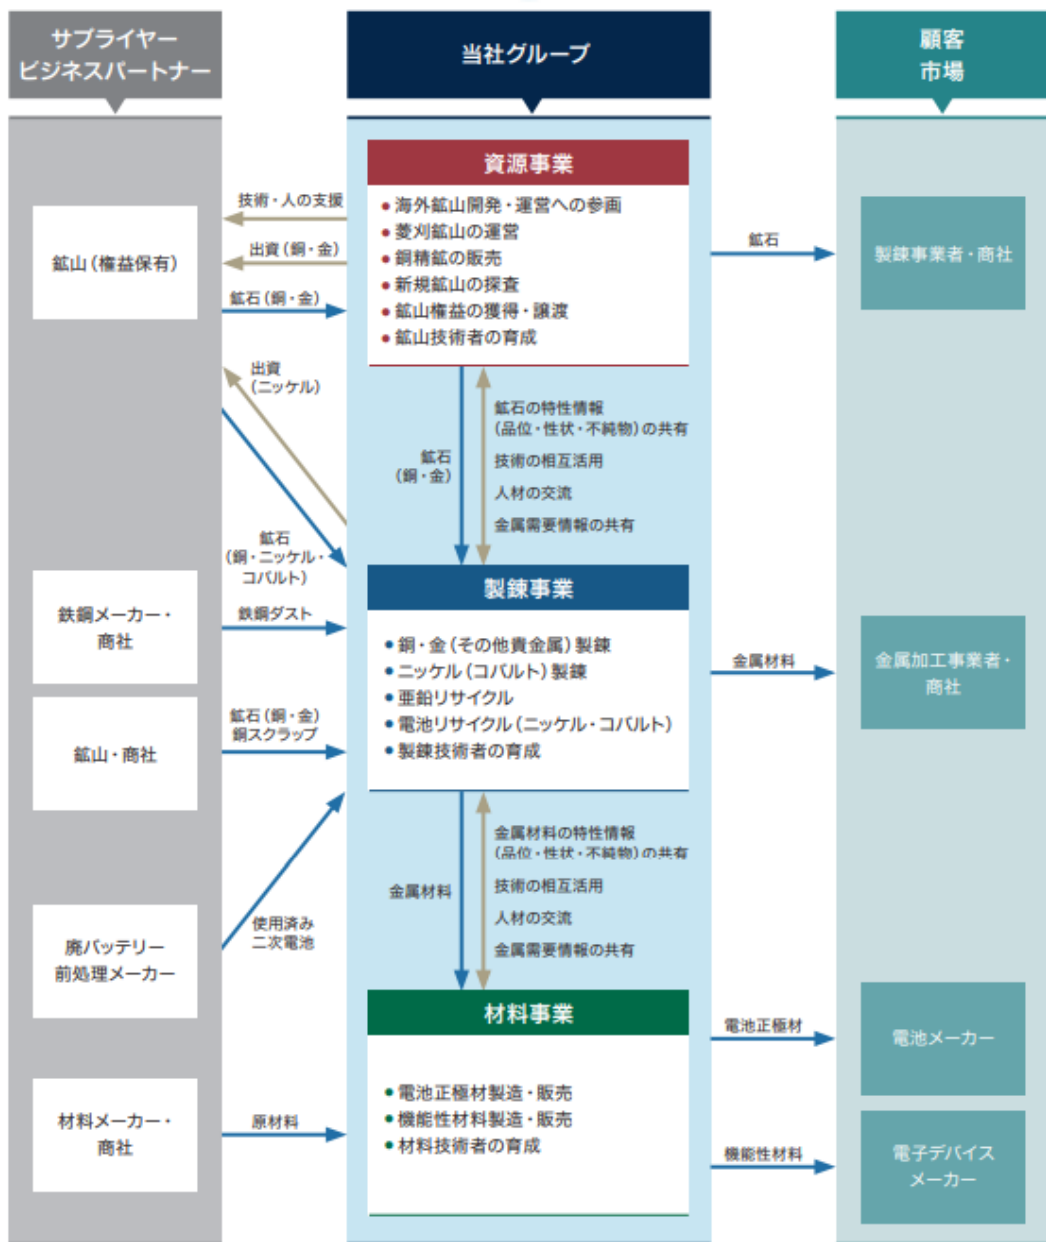 サプライヤー
ビジネスパートナー
当社グループ
顧客
市場
資源事業
● 海外鉱山開発・運営への参画
● 菱刈鉱山の運営
● 銅精鉱の販売
● 新規鉱山の探査
● 鉱山権益の獲得・譲渡
● 鉱山技術者の育成
技術・人の支援
出資(銅・金)
鉱石(銅・金)
鉱山(権益保有)
鉱石
製錬事業者・商社
出資
(ニッケル)
鉱石
(銅・金)
鉱石の特性情報
(品位・性状・不純物)の共有
技術の相互活用
人材の交流
金属需要情報の共有
鉱石
(銅・ニッケル・
コバルト)
製錬事業
● 銅・金(その他貴金属)製錬
● ニッケル(コバルト)製錬
● 亜鉛リサイクル
● 電池リサイクル(ニッケル・コバルト)
● 製錬技術者の育成
鉄鋼メーカー・
商社
鉄鋼ダスト
鉱山・商社
鉱石(銅・金)
銅スクラップ
金属材料
金属加工事業者・
商社
金属材料
金属材料の特性情報
(品位・性状・不純物)の共有
技術の相互活用
人材の交流
金属需要情報の共有
廃バッテリー
前処理メーカー
使用済み
二次電池
材料事業
● 電池正極材製造・販売
● 機能性材料製造・販売
● 材料技術者の育成
材料メーカー・
商社
原材料
電池正極材
電池メーカー
機能性材料
電子デバイス
メーカー